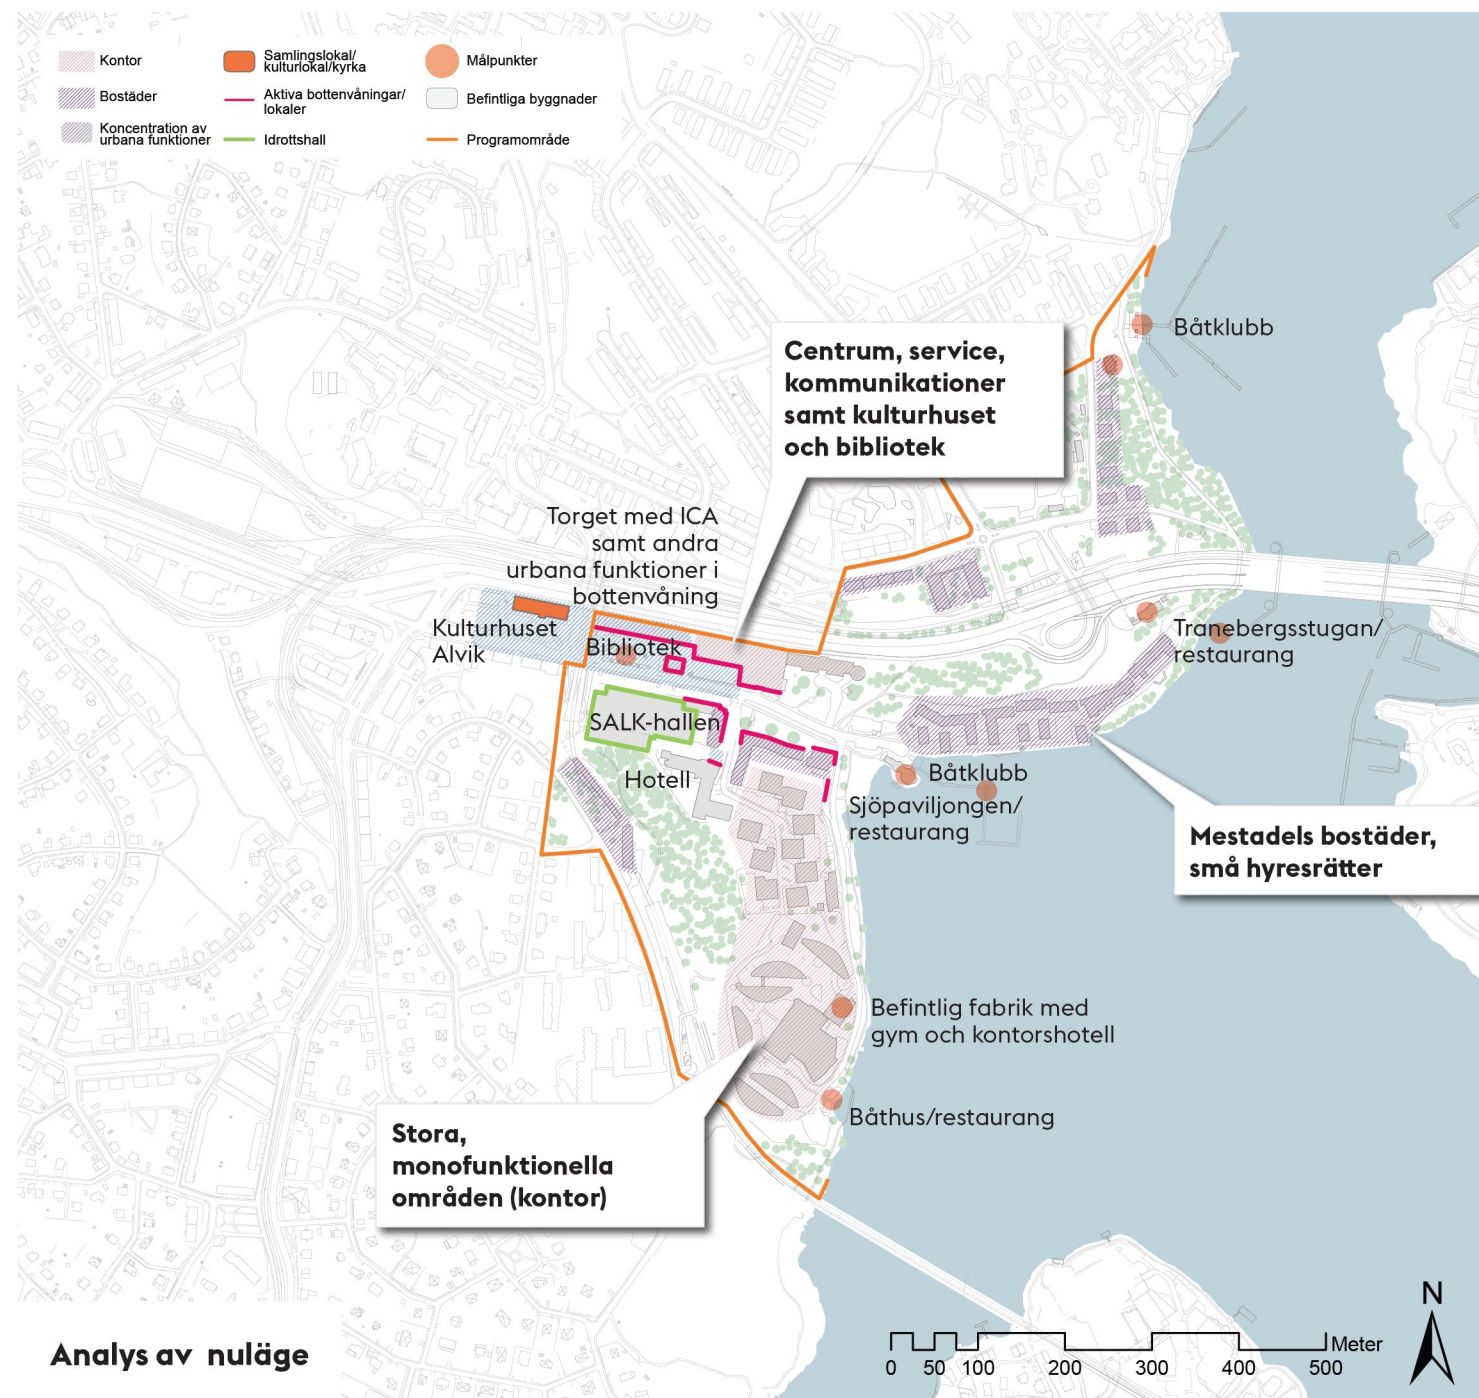 Kontor
Bostäder
Koncentration av
urbana funktioner
Samlingslokal/
kulturlokal/kyrka
Aktiva bottenvåningar/
lokaler
Idrottshall
Målpunkter
Befintliga byggnader
Programområde
Båtklubb
Centrum, service,
kommunikationer
samt kulturhuset
och bibliotek
Torget med ICA
samt andra
urbana funktioner i
bottenvåning
Kulturhuset
Alvik
Bibliotek
Tranebergsstugan/
restaurang
SALK-hallen
Hotell
Båtklubb
Sjöpaviljongen/
restaurang
Mestadels bostäder,
små hyresrätter
Befintlig fabrik med
gym och kontorshotell
Båthus/restaurang
Stora,
monofunktionella
områden (kontor)
Analys av nuläge
N
Meter
0 50 100 200 300 400 500